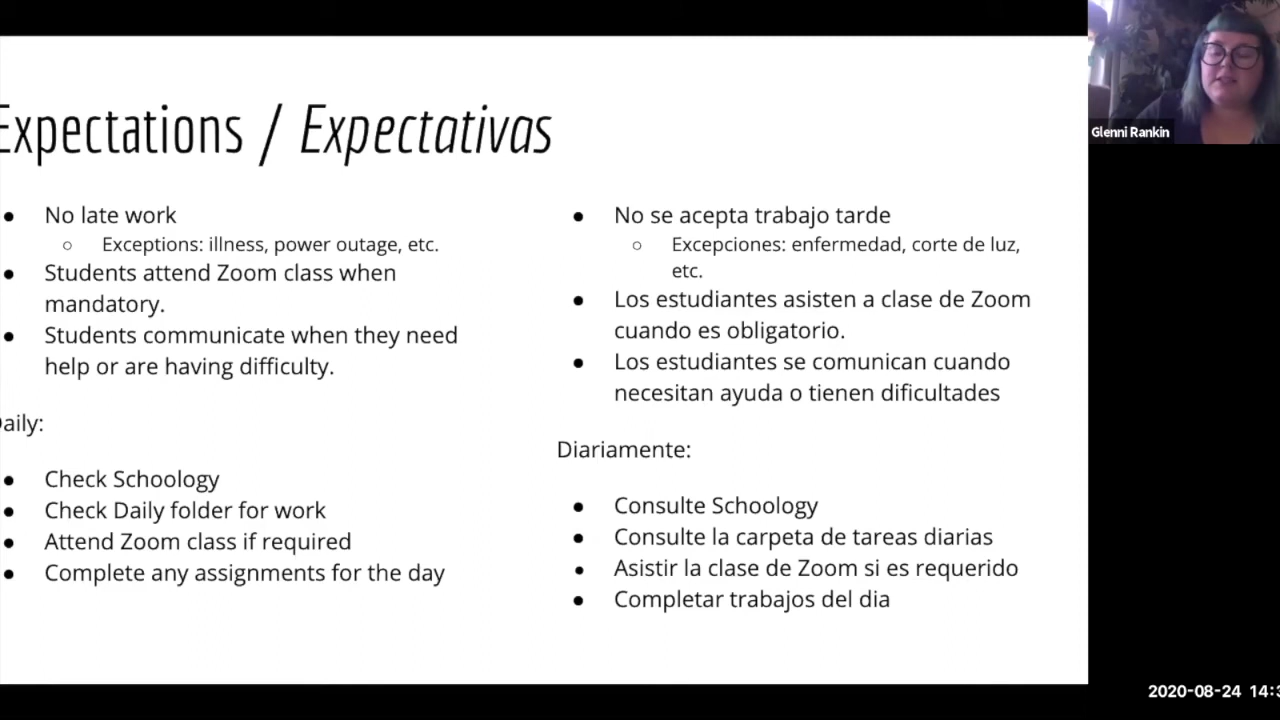 Expectations / Expectativas
No late work
Exceptions: illness, power outage, etc.
Students attend Zoom class when
mandatory.
Students communicate when they need
help or are having difficulty.
Daily:
Check Schoology
Check Daily folder for work
Attend Zoom class if required
Complete any assignments for the day
No se acepta trabajo tarde
Excepciones: enfermedad, corte de luz,
etc.
Los estudiantes asisten a clase de Zoom
cuando es obligatorio.
Los estudiantes se comunican cuando
necesitan ayuda o tienen dificultades
Diariamente:
Consulte Schoology
Consulte la carpeta de tareas diarias
Asistir la clase de Zoom si es requerido
Completar trabajos del dia
Glenni Rankin
2020-08-24